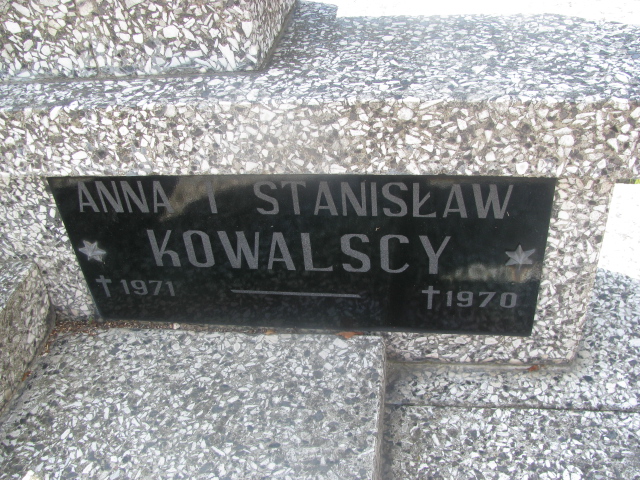 ANNA I STANISŁAW
KOWALSCY
✝1971 ✝1970